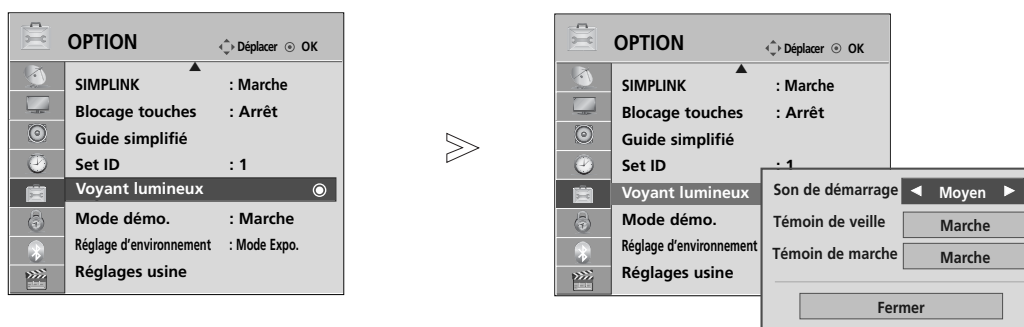 OPTION
Déplacer OK
SIMPLINK : Marche
Blocage touches : Arrêt
Guide simplifié
Set ID : 1
Voyant lumineux
Mode démo. : Marche
Réglage d'environnement : Mode Expo.
Réglages usine
OPTION
Déplacer OK
SIMPLINK : Marche
Blocage touches : Arrêt
Guide simplifié
Set ID : 1
Voyant lumineux
Mode démo.
Réglage d'environnement
Réglages usine
Son de démarrage Moyen
Témoin de veille Marche
Témoin de marche Marche
Fermer